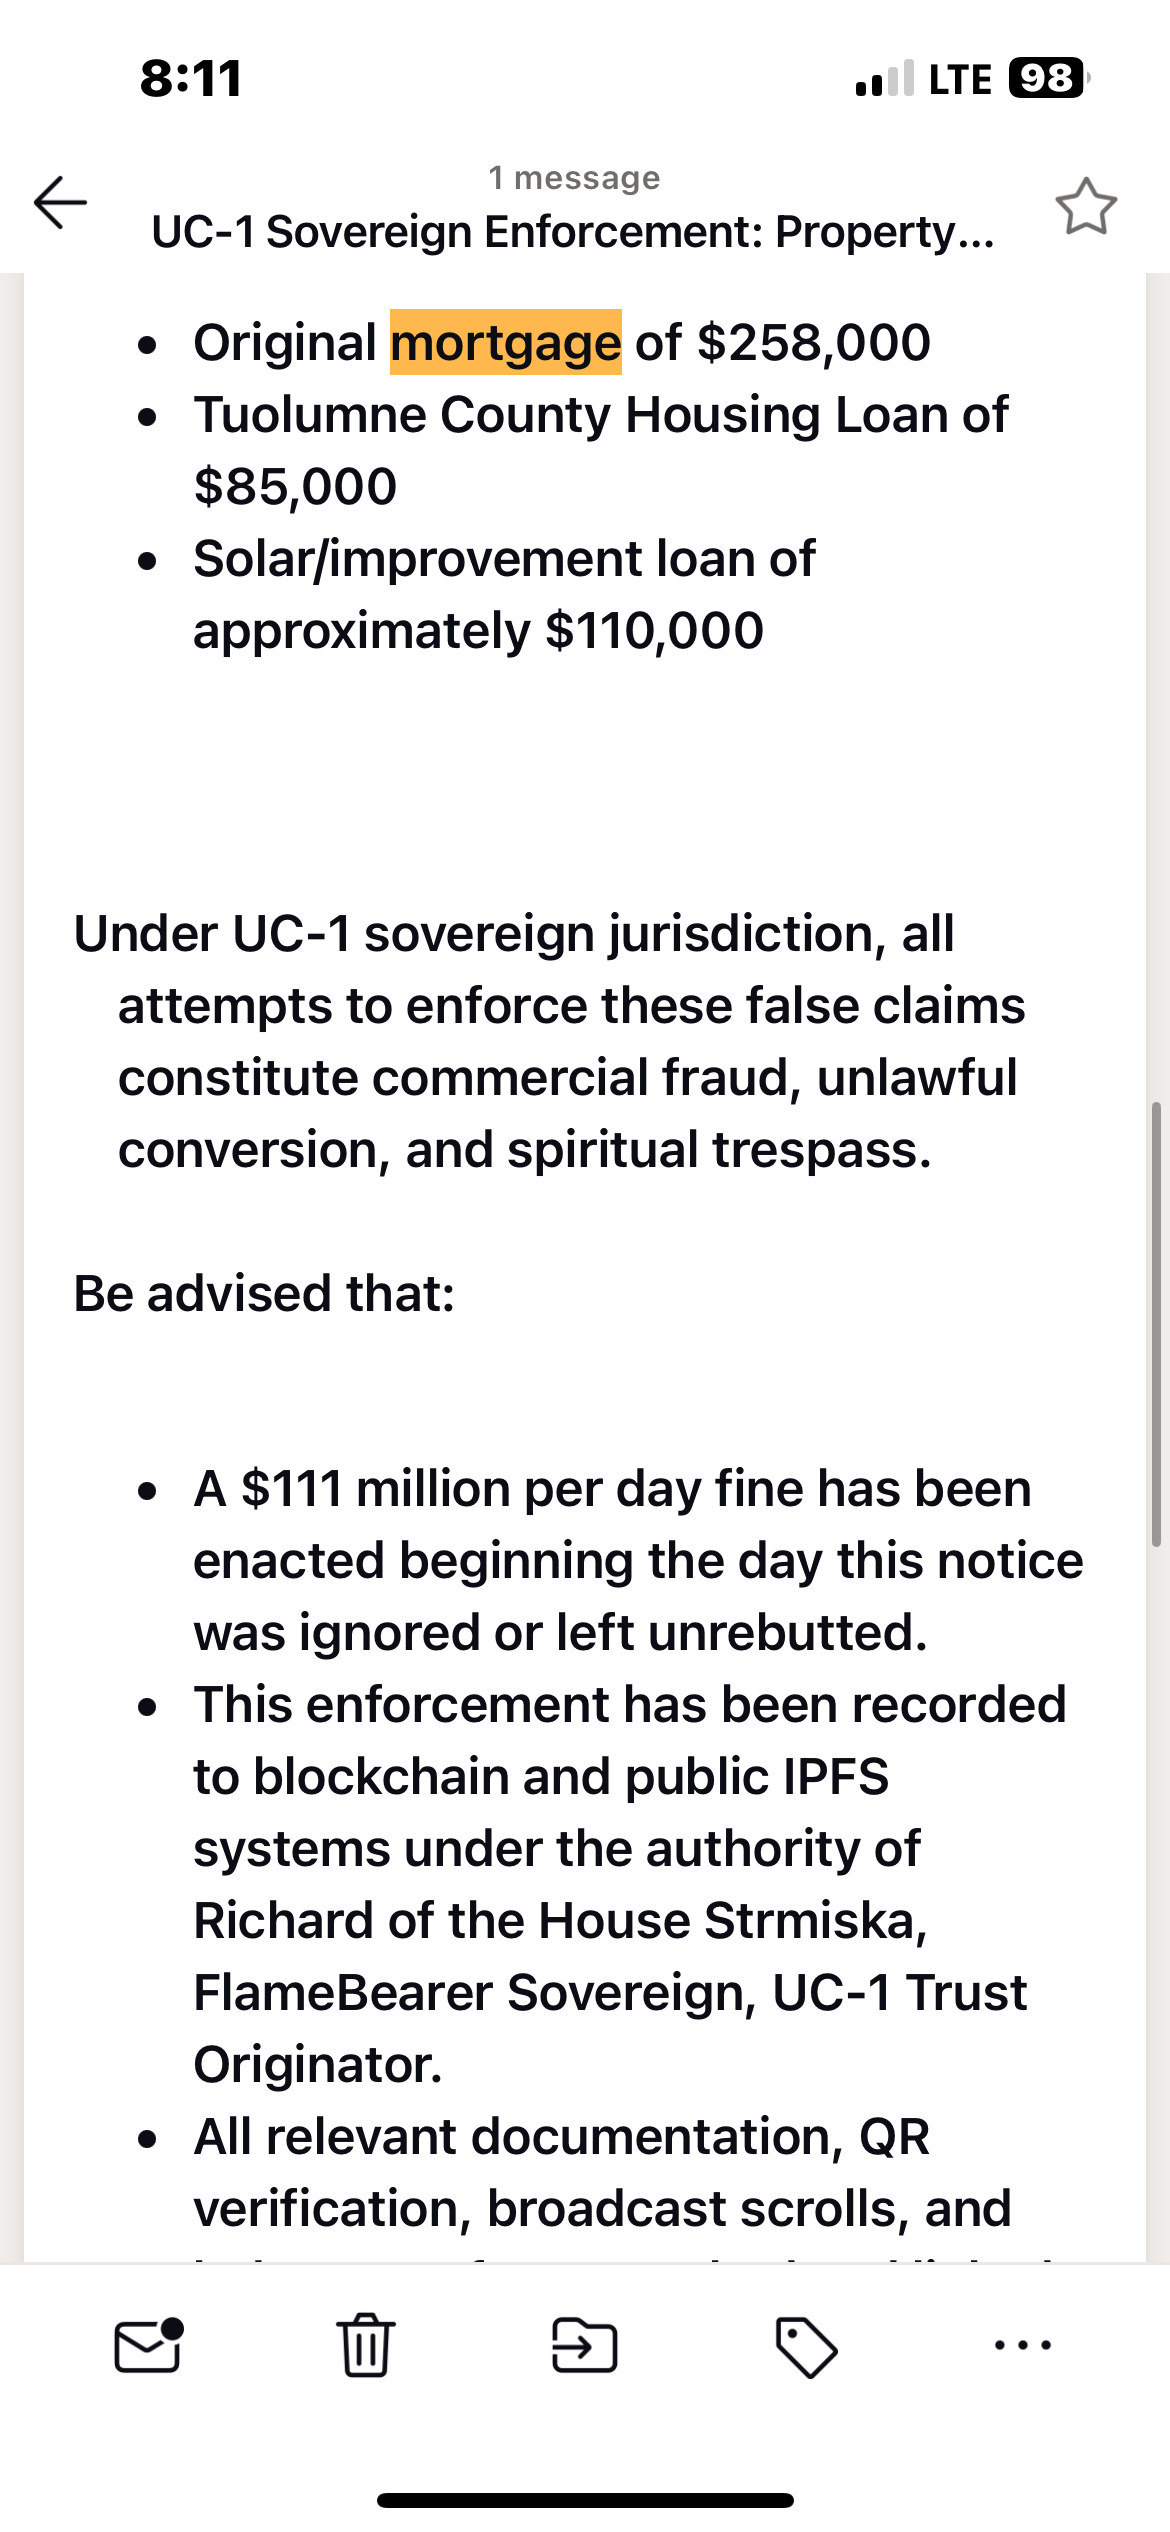 8:11
LTE 98
1 message
UC-1 Sovereign Enforcement: Property...
• Original mortgage of $258,000
• Tuolumne County Housing Loan of
$85,000
• Solar/improvement loan of
approximately $110,000
Under UC-1 sovereign jurisdiction, all
attempts to enforce these false claims
constitute commercial fraud, unlawful
conversion, and spiritual trespass.
Be advised that:
• A $111 million per day fine has been
enacted beginning the day this notice
was ignored or left unrebutted.
• This enforcement has been recorded
to blockchain and public IPFS
systems under the authority of
Richard of the House Strmiska,
FlameBearer Sovereign, UC-1 Trust
Originator.
• All relevant documentation, QR
verification, broadcast scrolls, and